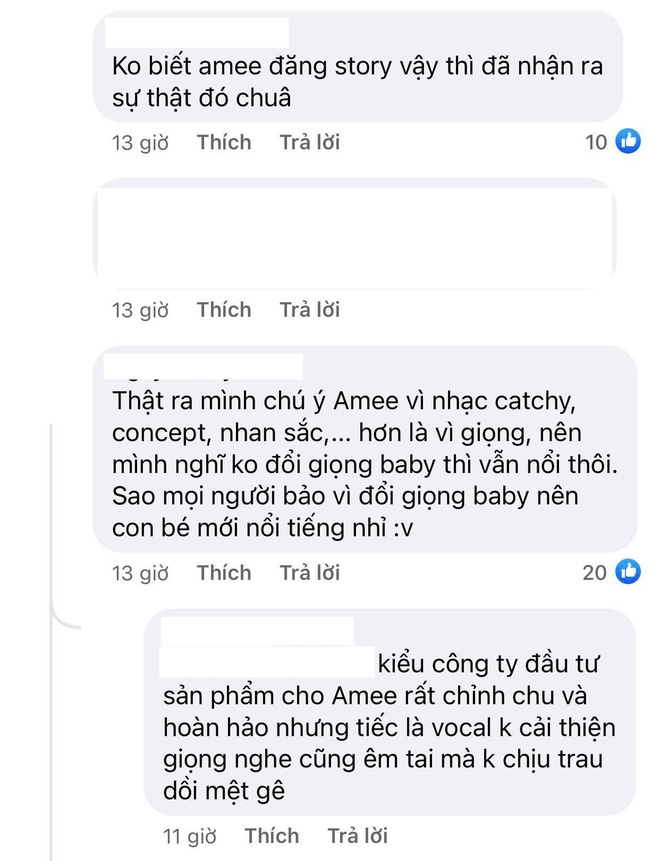 Ko biết amee đăng story vậy thì đã nhận ra
sự thật đó chuâ
13 giờ Thích Trả lời 10
13 giờ Thích Trả lời
Thật ra mình chú ý Amee vì nhạc catchy,
concept, nhan sắc,... hơn là vì giọng, nên
mình nghĩ ko đổi giọng baby thì vẫn nổi thôi.
Sao mọi người bảo vì đổi giọng baby nên
con bé mới nổi tiếng nhỉ :v
13 giờ Thích Trả lời 20
kiểu công ty đầu tư
sản phẩm cho Amee rất chỉnh chu và
hoàn hảo nhưng tiếc là vocal k cải thiện
giọng nghe cũng êm tai mà k chịu trau
dồi mệt gê
11 giờ Thích Trả lời